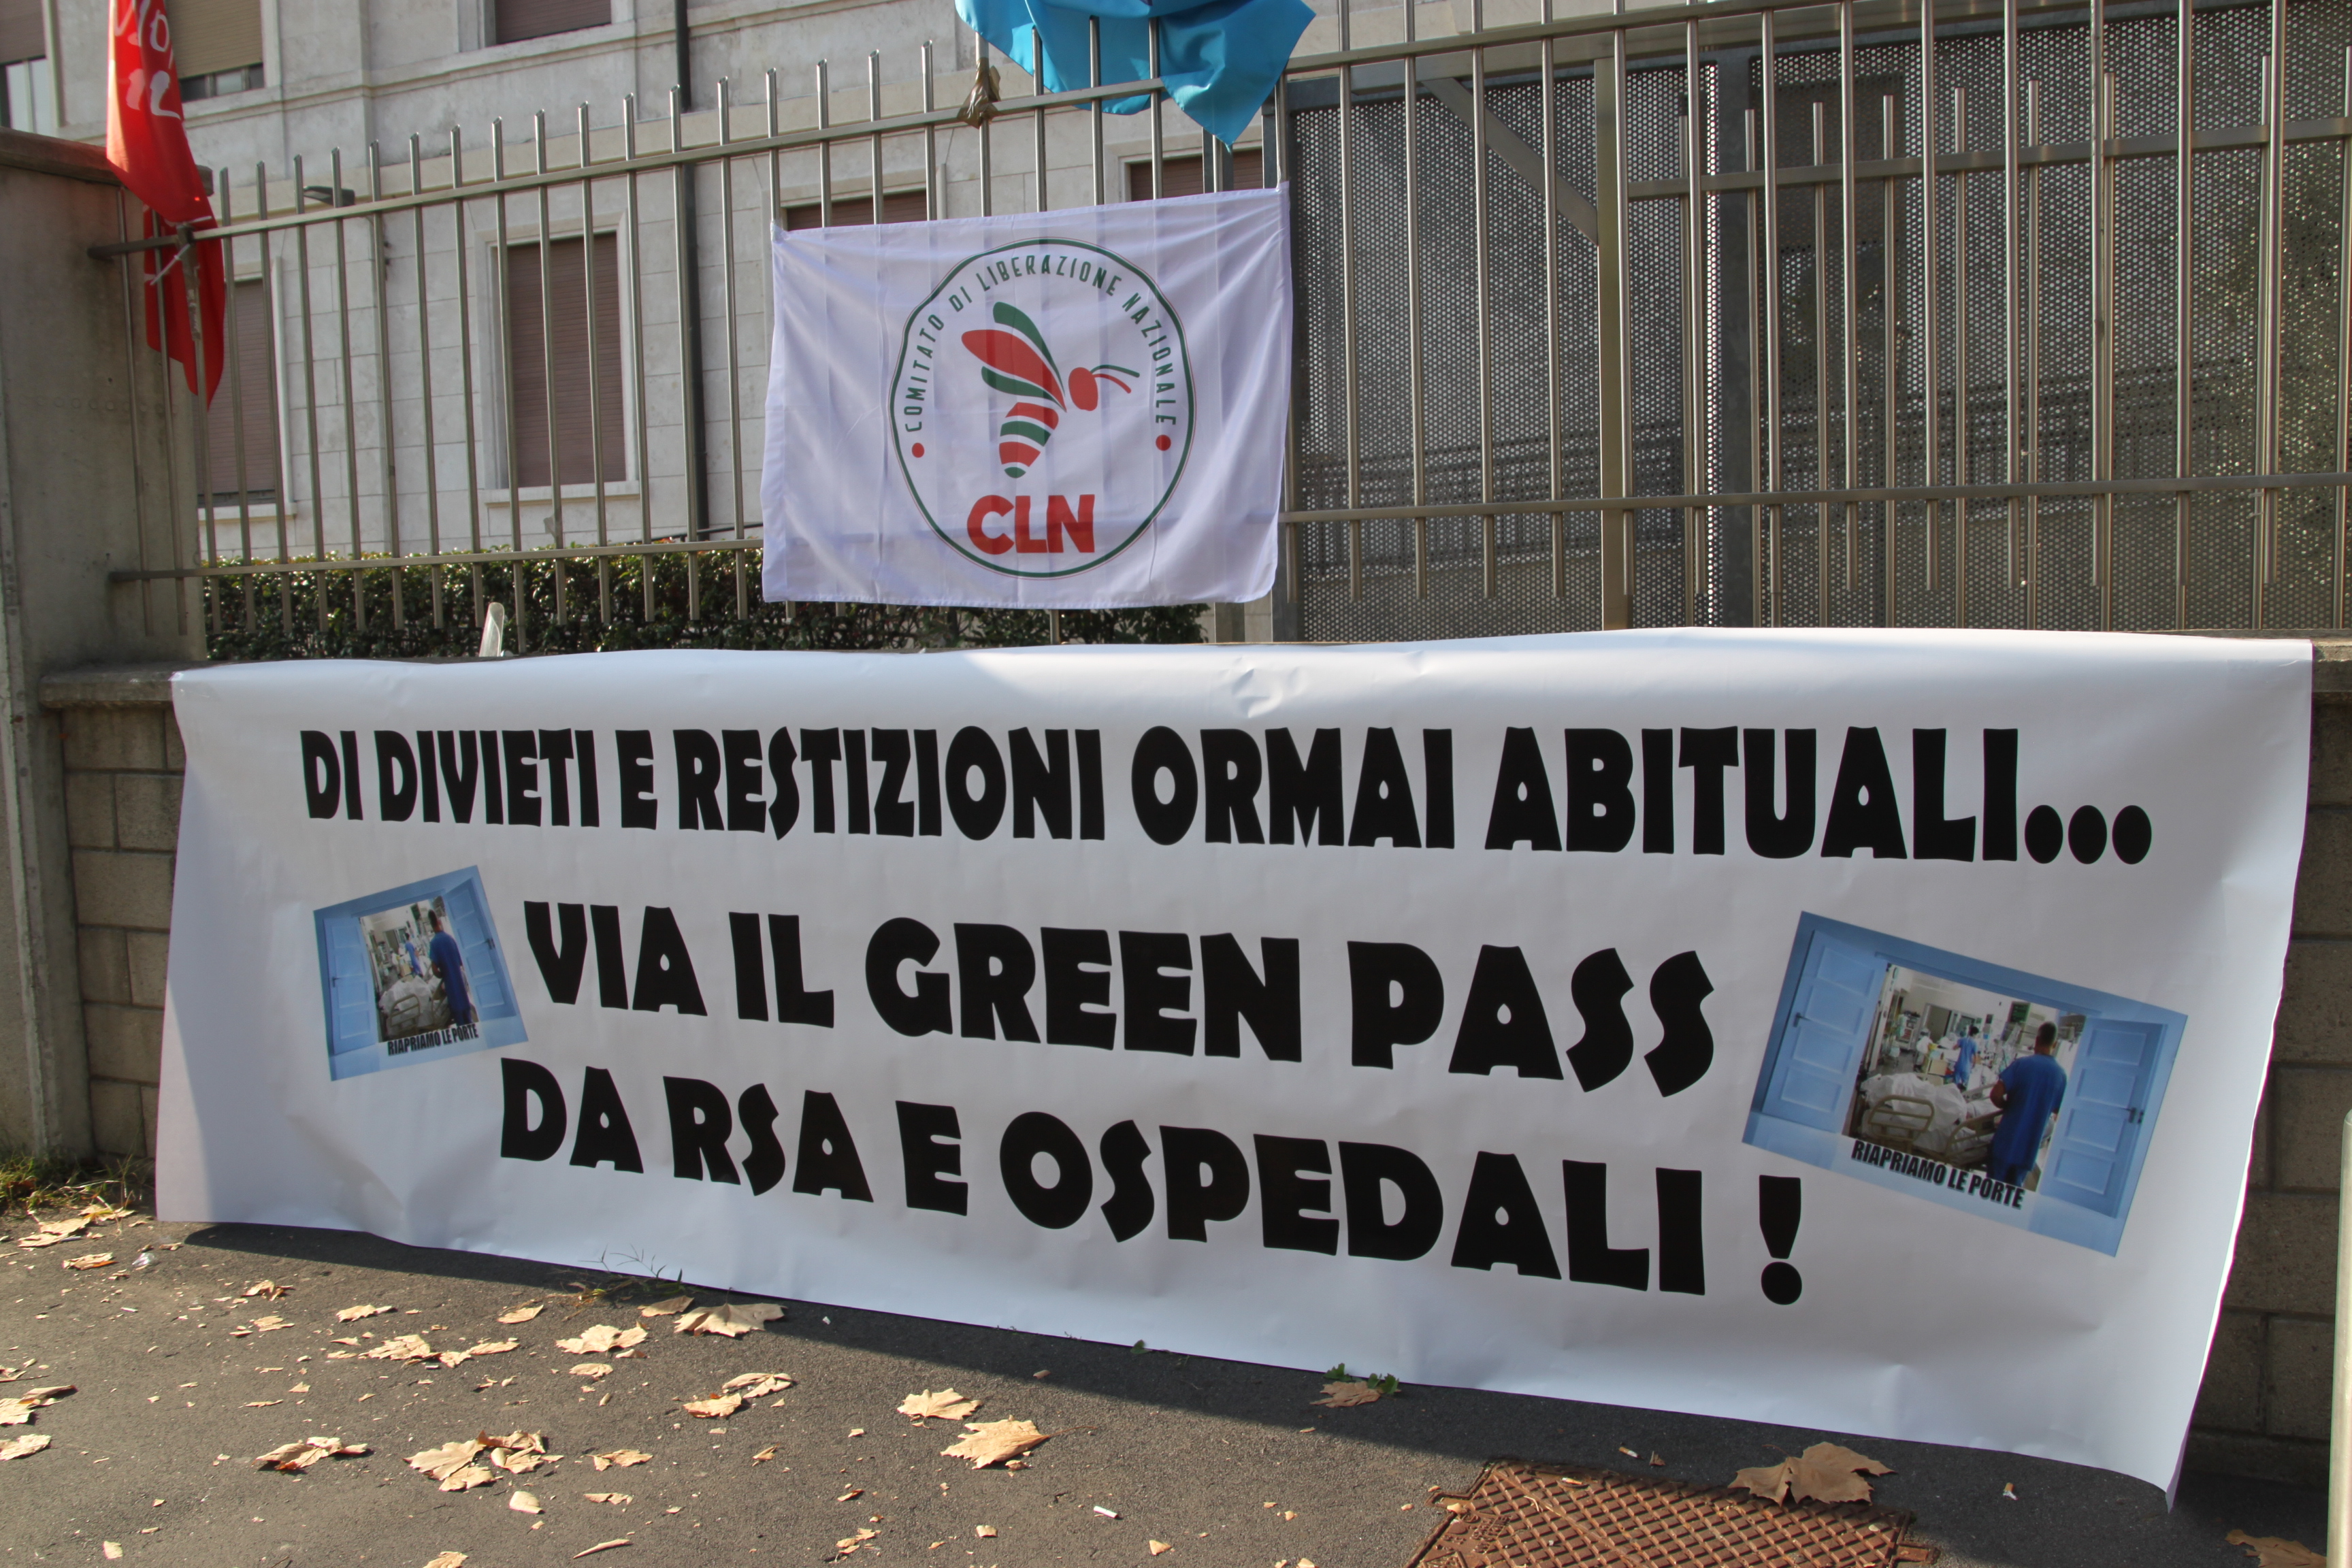 COMITATO DI LIBERAZIONE NAZIONALE
CLN
DI DIVIETI E RESTIZIONI ORMAI ABITUALI...
VIA IL GREEN PASS
DA RSA E OSPEDALI !
RIAPRIAMO LE PORTE
RIAPRIAMO LE PORTE